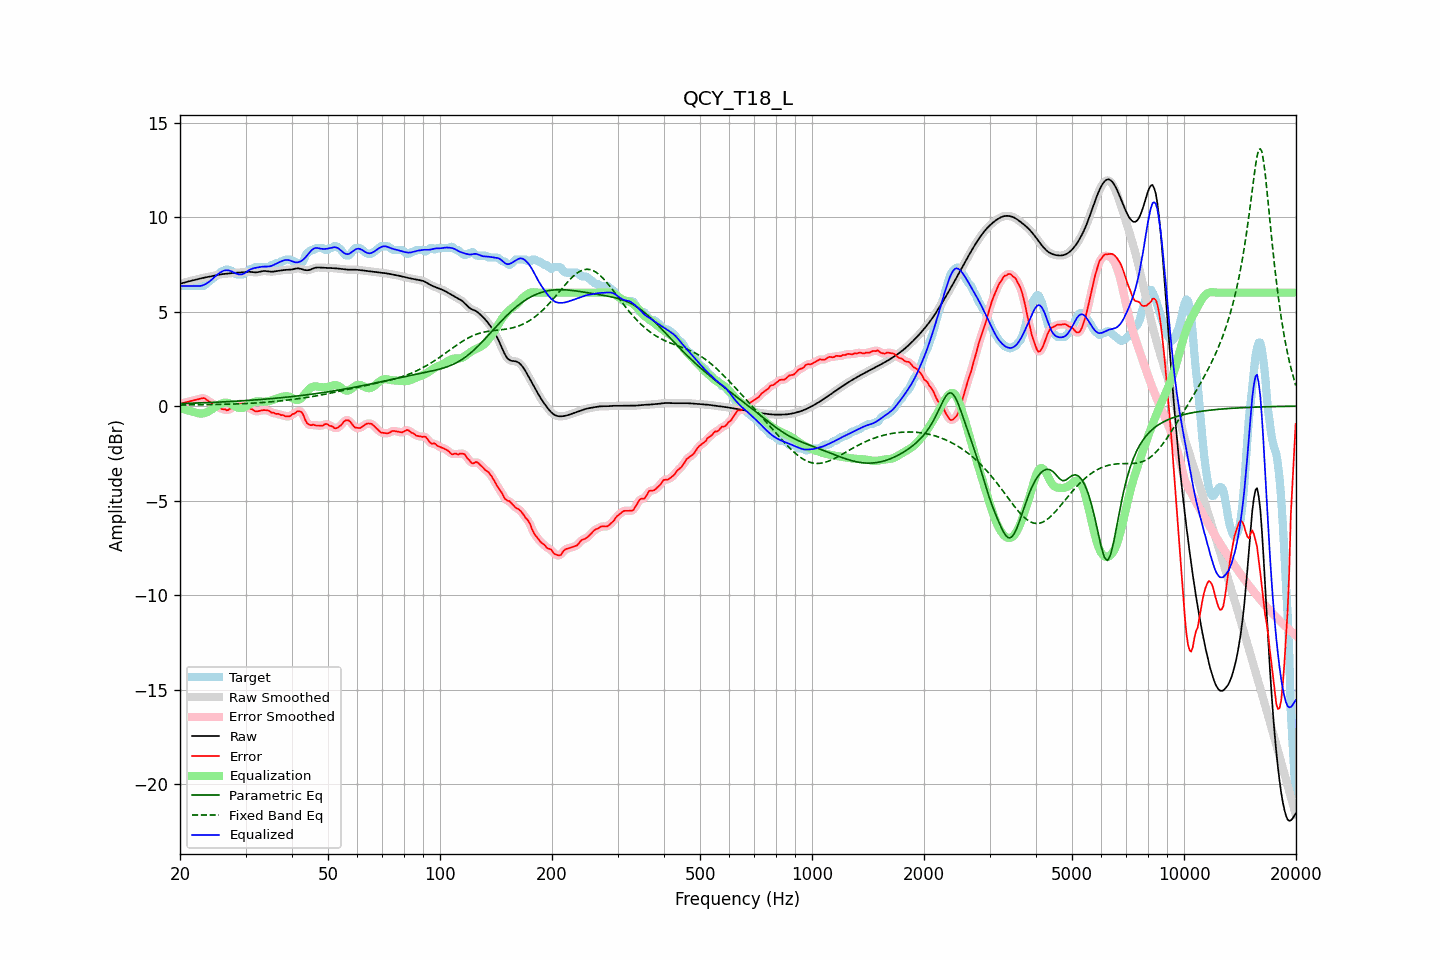 QCY_T18_L
15
10
5
0
−5
−10
−15
−20
Amplitude (dBr)
Target
Raw Smoothed
Error Smoothed
Raw
Error
Equalization
Parametric Eq
Fixed Band Eq
Equalized
20 50 100 200 500 1000 2000 5000 10000 20000
Frequency (Hz)